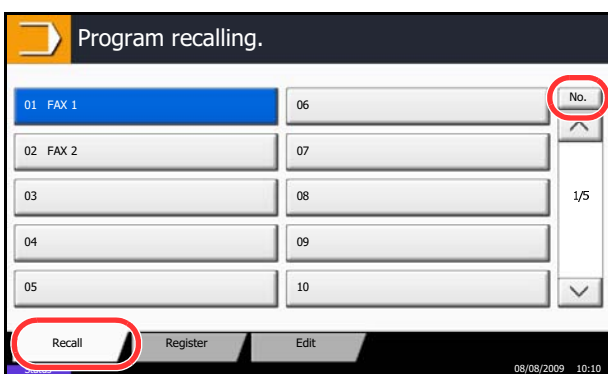 Program recalling.
01 FAX 1
06
No.
02 FAX 2
07
03
08
1/5
04
09
05
10
Recall
Register
Edit
Status
08/08/2009 10:10